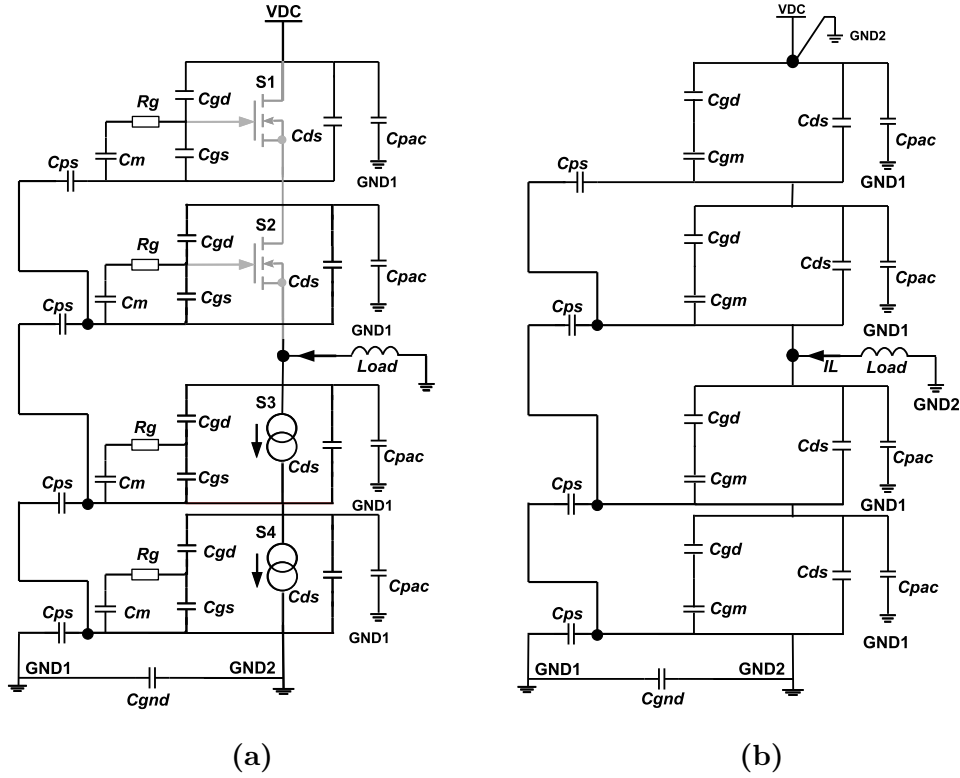 VDC
S1
Cgd
Rg
Cds
Cpac
Cm
Cgs
Cps
GND1
S2
Cgd
Rg
Cds
Cpac
Cm
Cgs
Cps
GND1
Load
S3
Cgd
Rg
Cds
Cpac
Cm
Cgs
Cps
GND1
S4
Cgd
Rg
Cds
Cpac
Cm
Cgs
Cps
GND1
GND1
GND2
Cgnd
(a)
VDC
GND2
Cgd
Cds
Cpac
Cgm
Cps
GND1
Cgd
Cds
Cpac
Cgm
Cps
GND1
IL
Load
GND2
Cgd
Cds
Cpac
Cgm
Cps
GND1
Cgd
Cds
Cpac
Cgm
Cps
GND1
GND1
GND2
Cgnd
(b)